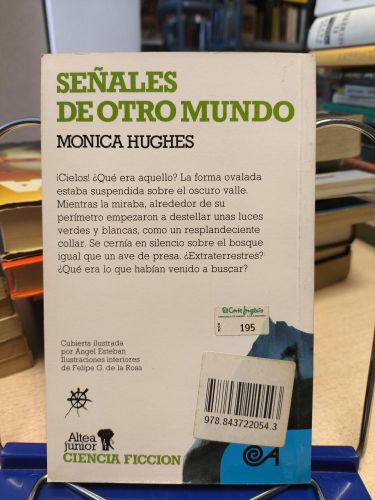 SEÑALES
DE OTRO MUNDO
MONICA HUGHES
¡Cielos! ¿Qué era aquello? La forma ovalada
estaba suspendida sobre el oscuro valle.
Mientras la miraba, alrededor de su
perímetro empezaron a destellar unas luces
verdes y blancas, como un resplandeciente
collar. Se cernía en silencio sobre el bosque
igual que un ave de presa. ¿Extraterrestres?
¿Qué era lo que habían venido a buscar?
El Corte Inglés
195
Cubierta ilustrada
por Ángel Esteban
Ilustraciones interiores
de Felipe G. de la Rosa
978.843722054.3
Altea
junior
CIENCIA FICCION